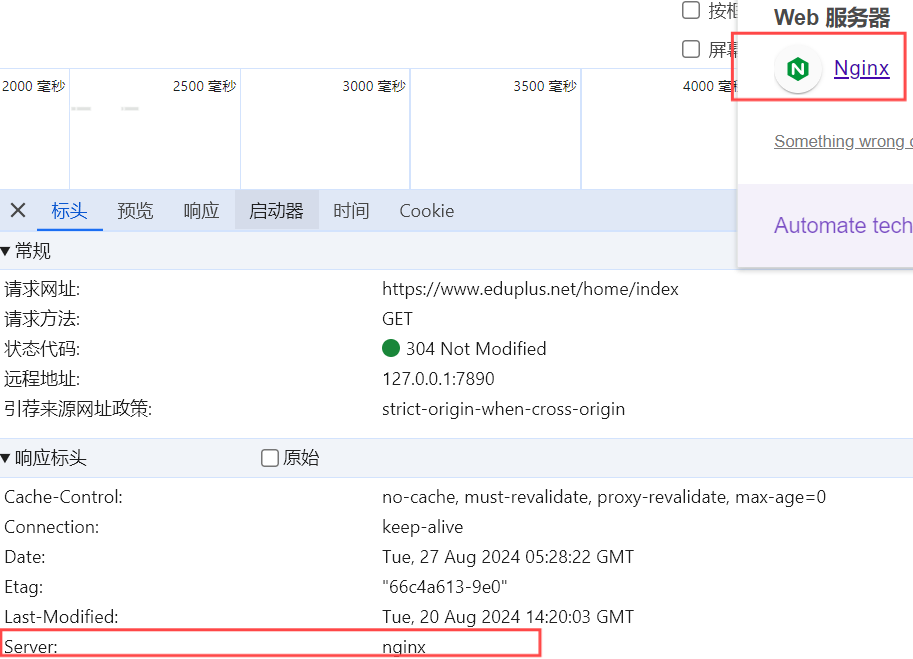 按框
Web 服务器
屏幕
Nginx
2000 毫秒 2500 毫秒 3000 毫秒 3500 毫秒 4000 毫
Something wrong o
标头 预览 响应 启动器 时间 Cookie
Automate tech
常规
请求网址: https://www.eduplus.net/home/index
请求方法: GET
状态代码: 304 Not Modified
远程地址: 127.0.0.1:7890
引荐来源网址政策: strict-origin-when-cross-origin
响应标头 原始
Cache-Control: no-cache, must-revalidate, proxy-revalidate, max-age=0
Connection: keep-alive
Date: Tue, 27 Aug 2024 05:28:22 GMT
Etag: "66c4a613-9e0"
Last-Modified: Tue, 20 Aug 2024 14:20:03 GMT
Server: nginx